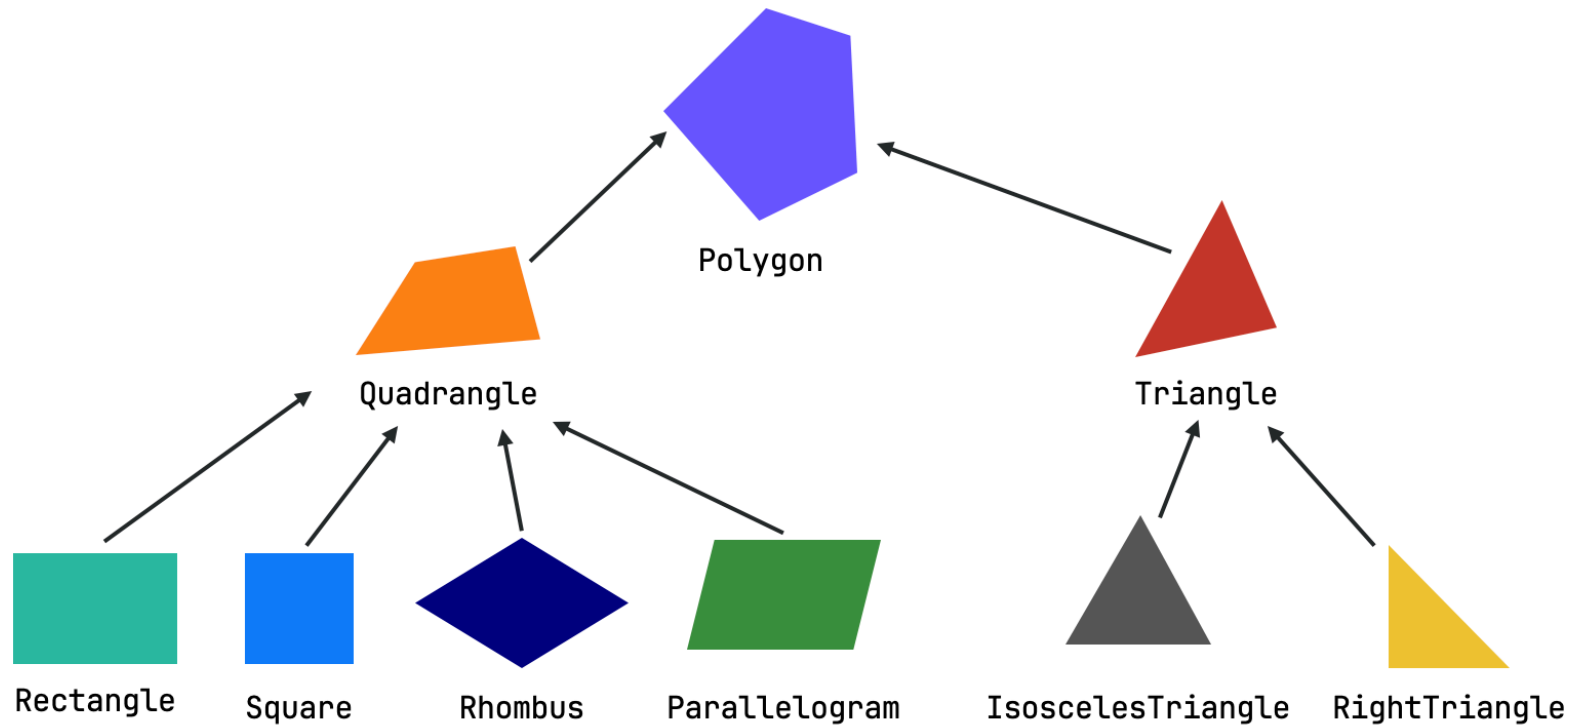 Polygon
Quadrangle
Triangle
Rectangle
Square
Rhombus
Parallelogram
IsoscelesTriangle
RightTriangle